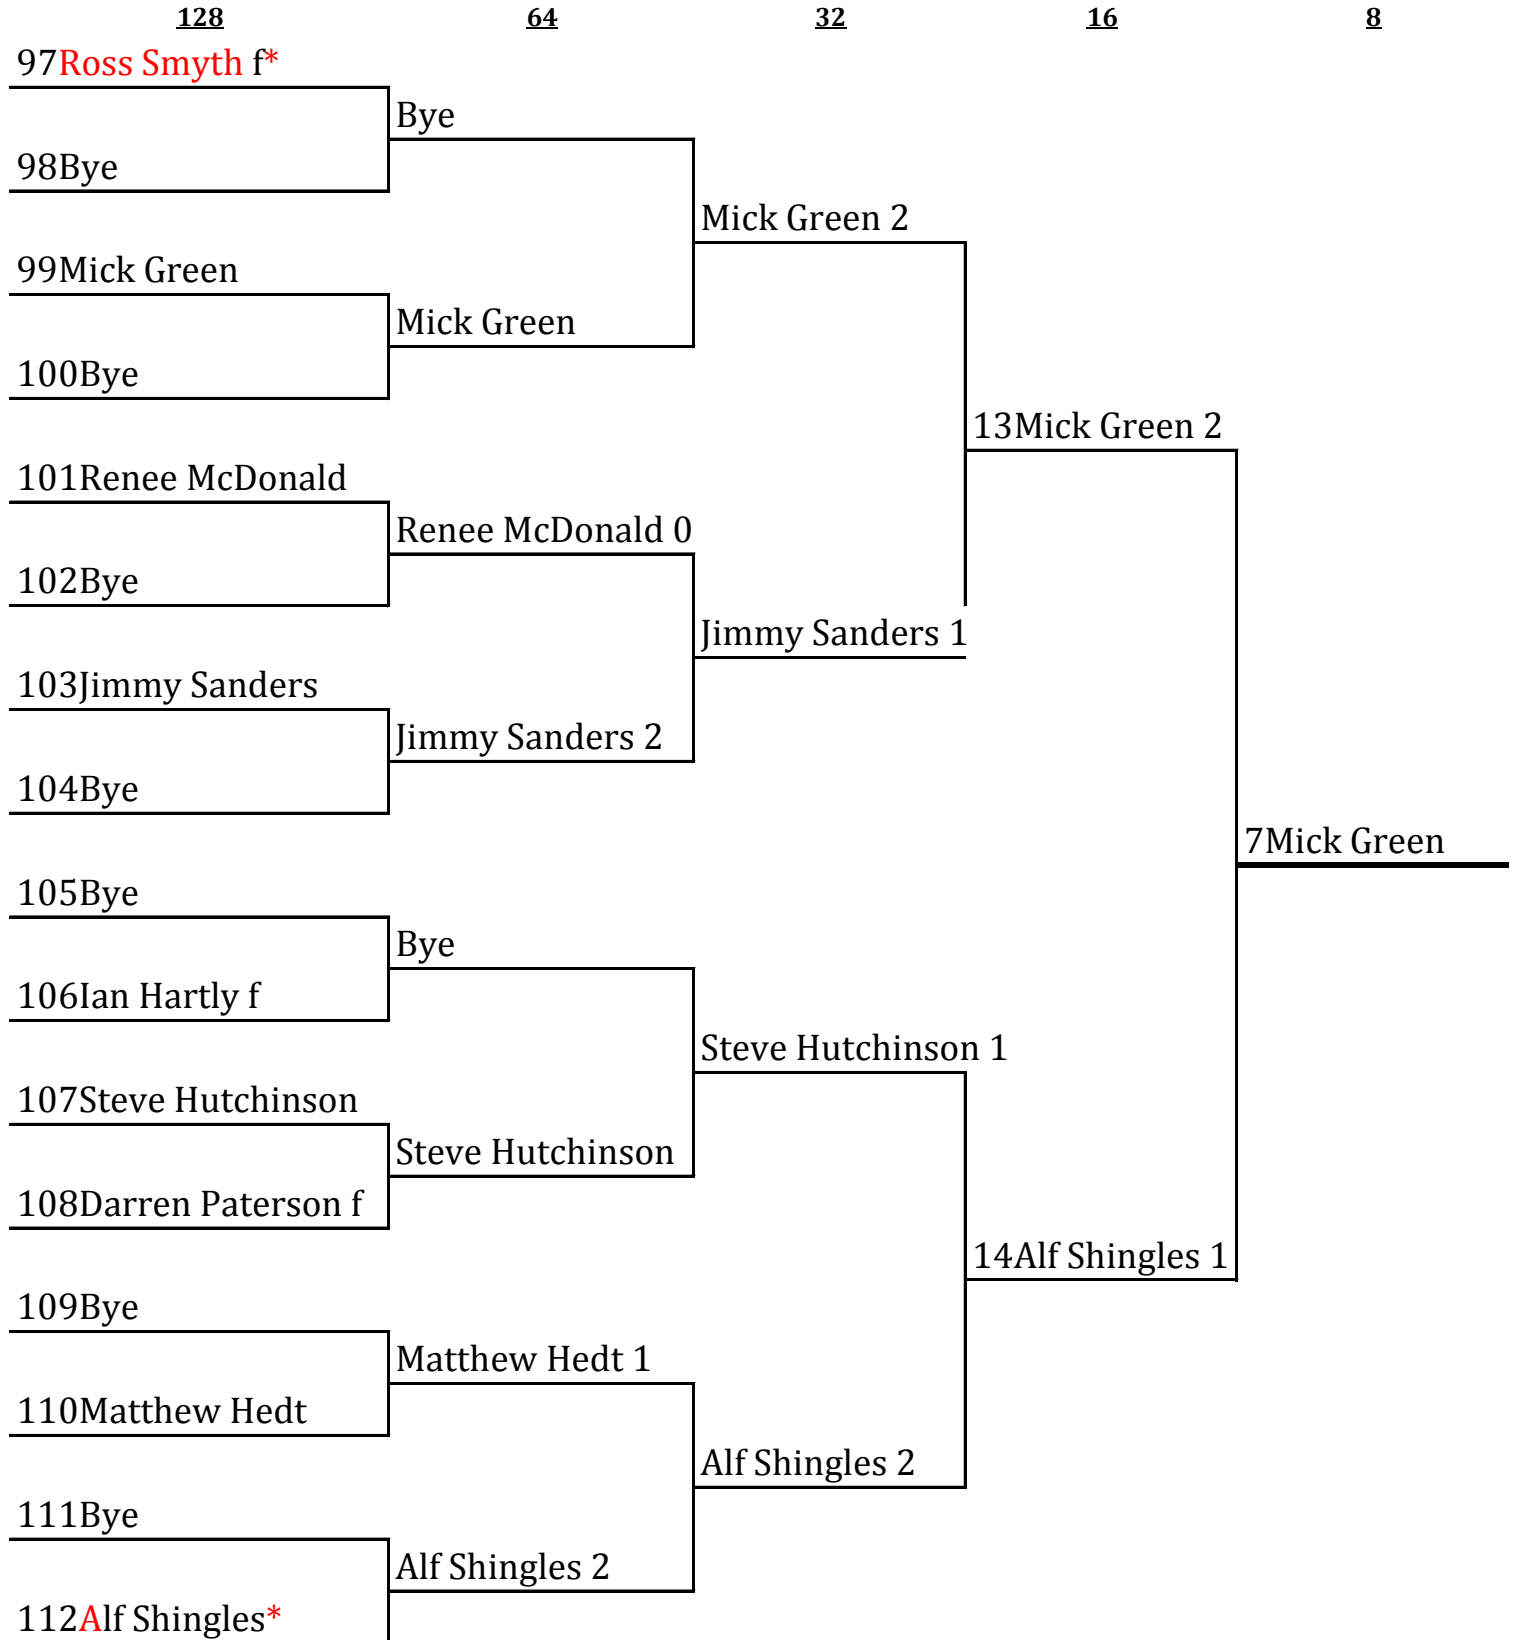 128 64 32 16 8
97Ross Smyth f*
Bye
98Bye
Mick Green 2
99Mick Green
Mick Green
100Bye
13Mick Green 2
101Renee McDonald
Renee McDonald 0
102Bye
Jimmy Sanders 1
103Jimmy Sanders
Jimmy Sanders 2
104Bye
7Mick Green
105Bye
Bye
106Ian Hartly f
Steve Hutchinson 1
107Steve Hutchinson
Steve Hutchinson
108Darren Paterson f
14Alf Shingles 1
109Bye
Matthew Hedt 1
110Matthew Hedt
Alf Shingles 2
111Bye
Alf Shingles 2
112Alf Shingles*